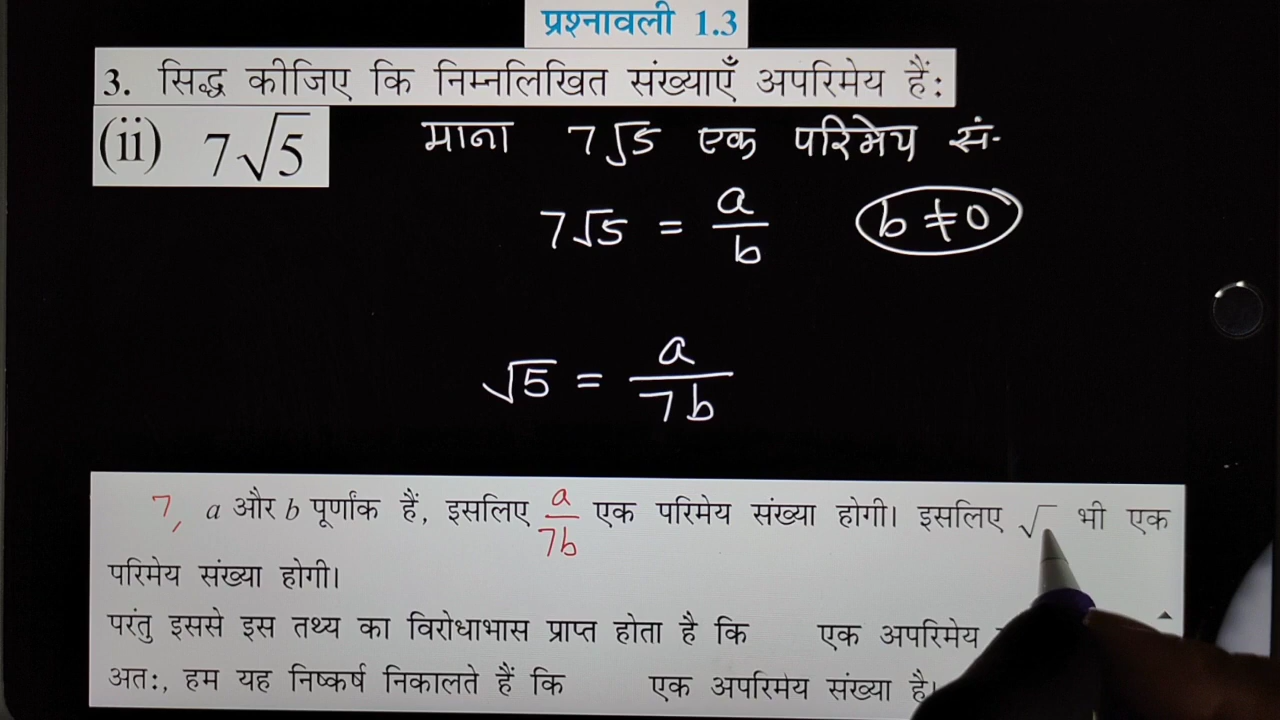 प्रश्नावली 1.3
3. सिद्ध कीजिए कि निम्नलिखित संख्याएँ अपरिमेय हैं:
(ii) 7√5 माना 7√5 एक परिमेय सं.
7√5 = a/b b ≠ 0
√5 = a/7b
7, a और b पूर्णांक हैं, इसलिए a/7b एक परिमेय संख्या होगी। इसलिए √ भी एक
परिमेय संख्या होगी।
परंतु इससे इस तथ्य का विरोधाभास प्राप्त होता है कि एक अपरिमेय
अत:, हम यह निष्कर्ष निकालते हैं कि एक अपरिमेय संख्या है।